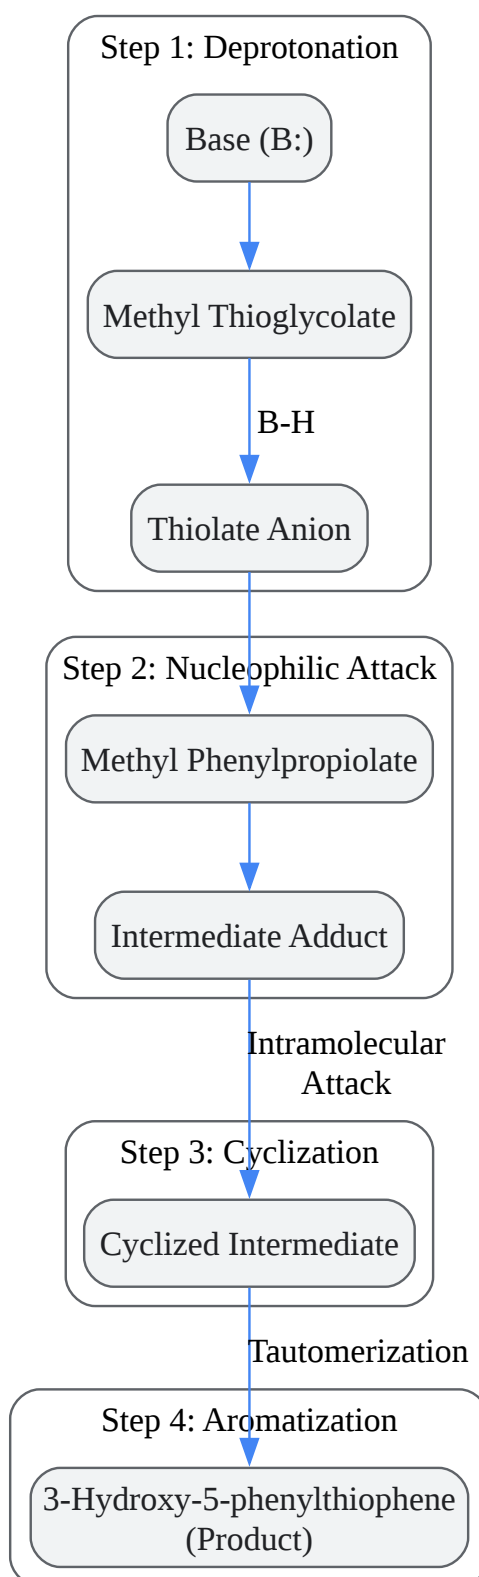 Step 1: Deprotonation
Base (B:)
Methyl Thioglycolate
B-H
Thiolate Anion
Step 2: Nucleophilic Attack
Methyl Phenylpropiolate
Intermediate Adduct
Intramolecular
Attack
Step 3: Cyclization
Cyclized Intermediate
Tautomerization
Step 4: Aromatization
3-Hydroxy-5-phenylthiophene
(Product)